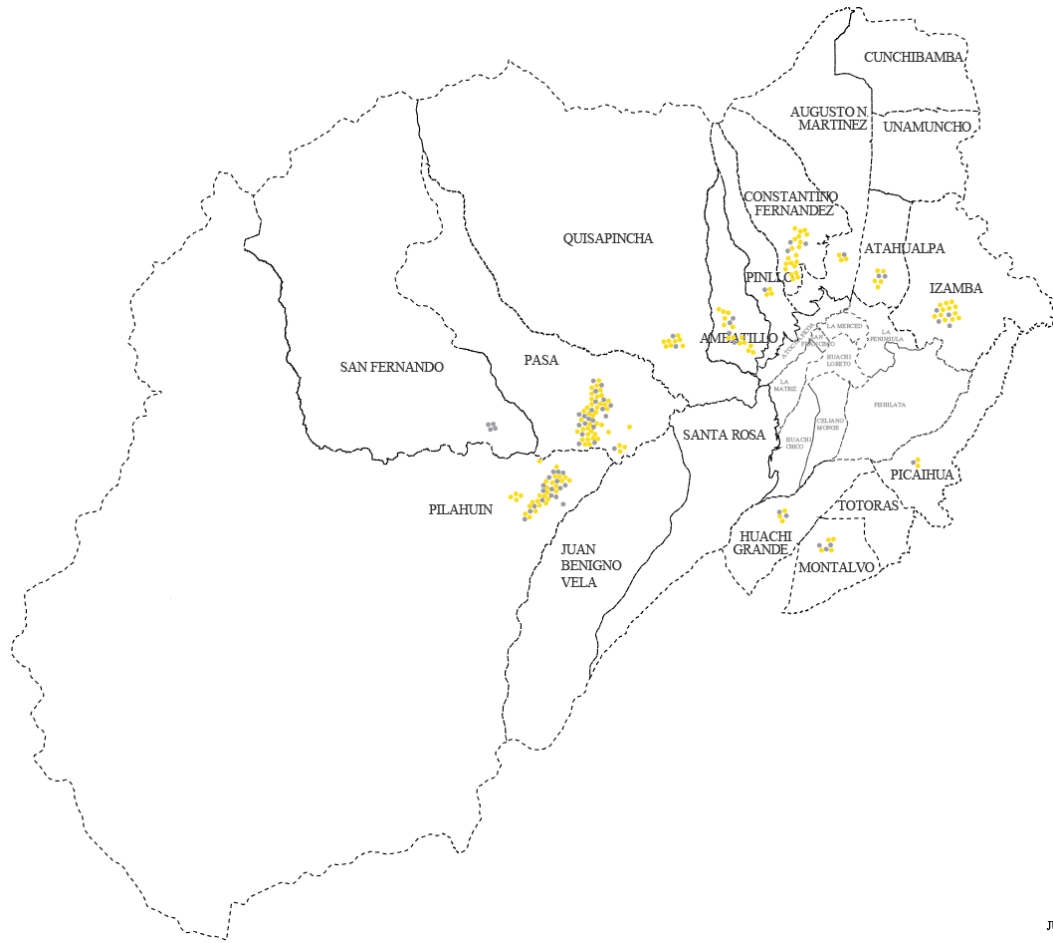 CUNCHIBAMBA
AUGUSTO N.
MARTINEZ
UNAMUNCHO
CONSTANTINO
FERNANDEZ
QUISAPINCHA
ATAHUALPA
PINLLO
IZAMBA
AMBATILLO
LA MERCED
LA
PENINSULA
SAN
FRANCISCO
HUACHI
LORETO
PASA
SAN FERNANDO
LA
MATRIZ
PISHILATA
CELIANO
MONGE
SANTA ROSA
HUACHI
CHICO
PICAIHUA
TOTORAS
PILAHUIN
HUACHI
GRANDE
JUAN
BENIGNO
VELA
MONTALVO